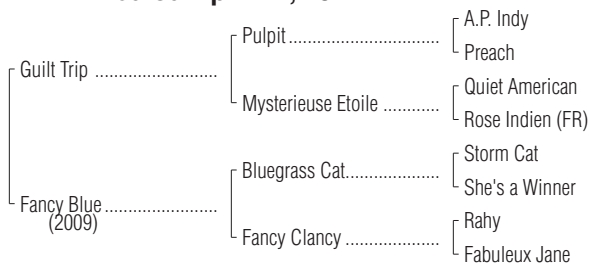 Guilt Trip
Fancy Blue
(2009)
Pulpit
Mysterieuse Etoile
Bluegrass Cat
Fancy Clancy
A.P. Indy
Preach
Quiet American
Rose Indien (FR)
Storm Cat
She's a Winner
Rahy
Fabuleux Jane